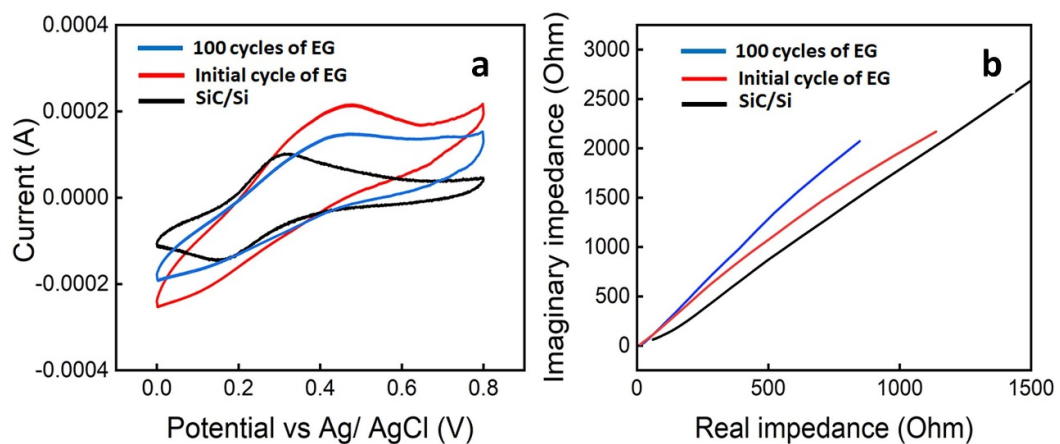 0.0004
0.0002
0.0000
-0.0002
-0.0004
Current (A)
100 cycles of EG
Initial cycle of EG
SiC/Si
a
0.0 0.2 0.4 0.6 0.8
Potential vs Ag/ AgCl (V)
3000
2500
2000
1500
1000
500
0
Imaginary impedance (Ohm)
100 cycles of EG
Initial cycle of EG
SiC/Si
b
0 500 1000 1500
Real impedance (Ohm)